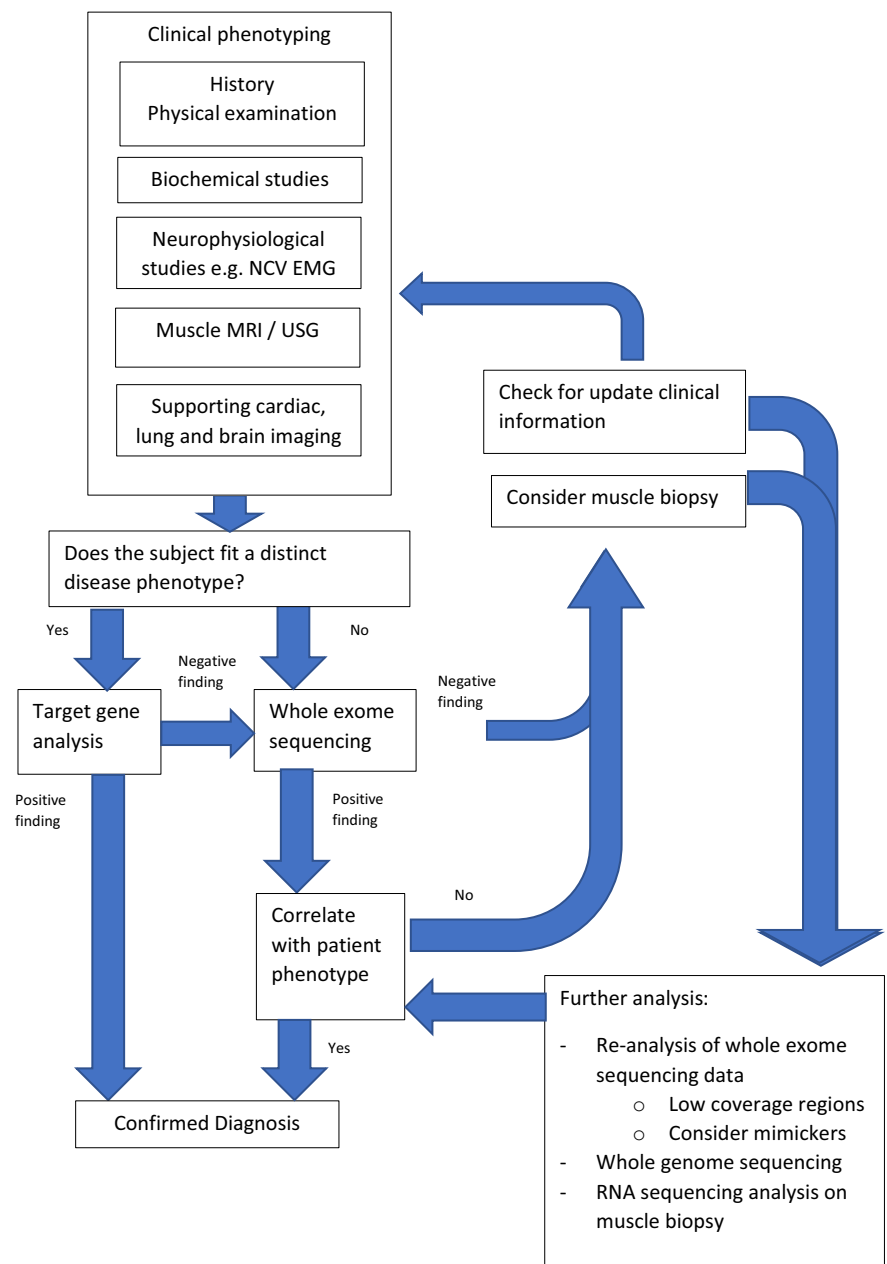 Clinical phenotyping
History
Physical examination
Biochemical studies
Neurophysiological
studies e.g. NCV EMG
Muscle MRI / USG
Supporting cardiac,
lung and brain imaging
Check for update clinical
information
Consider muscle biopsy
Does the subject fit a distinct
disease phenotype?
Yes
No
Negative
finding
Negative
finding
Target gene
analysis
Whole exome
sequencing
Positive
finding
Positive
finding
No
Correlate
with patient
phenotype
Yes
Confirmed Diagnosis
Further analysis:
- Re-analysis of whole exome
sequencing data
o Low coverage regions
o Consider mimickers
- Whole genome sequencing
- RNA sequencing analysis on
muscle biopsy